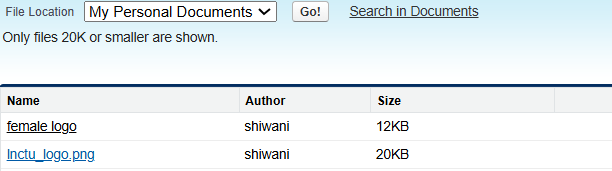 File Location My Personal Documents Go! Search in Documents
Only files 20K or smaller are shown.
Name Author Size
female logo shiwani 12KB
lnctu_logo.png shiwani 20KB